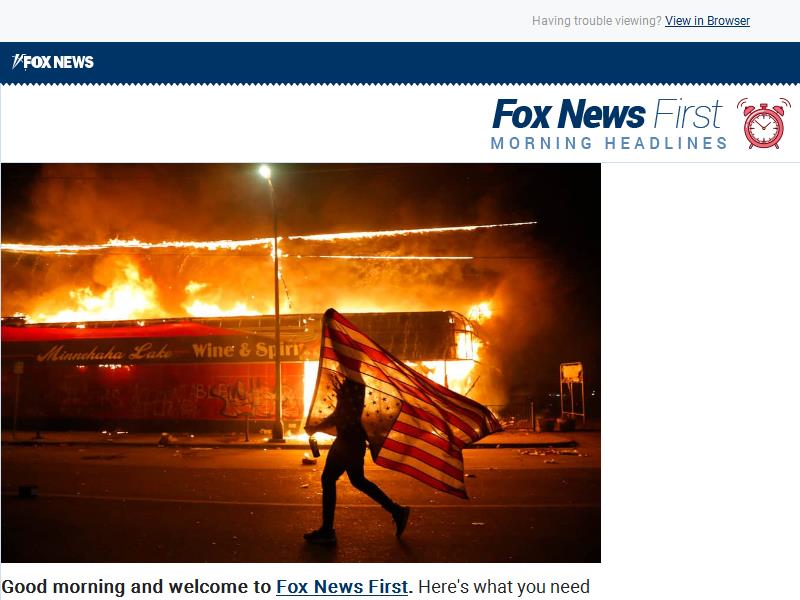 Having trouble viewing? View in Browser
FOX NEWS
Fox News First
MORNING HEADLINES
Minnehaha Lake Wine & Spiri
Good morning and welcome to Fox News First. Here's what you need